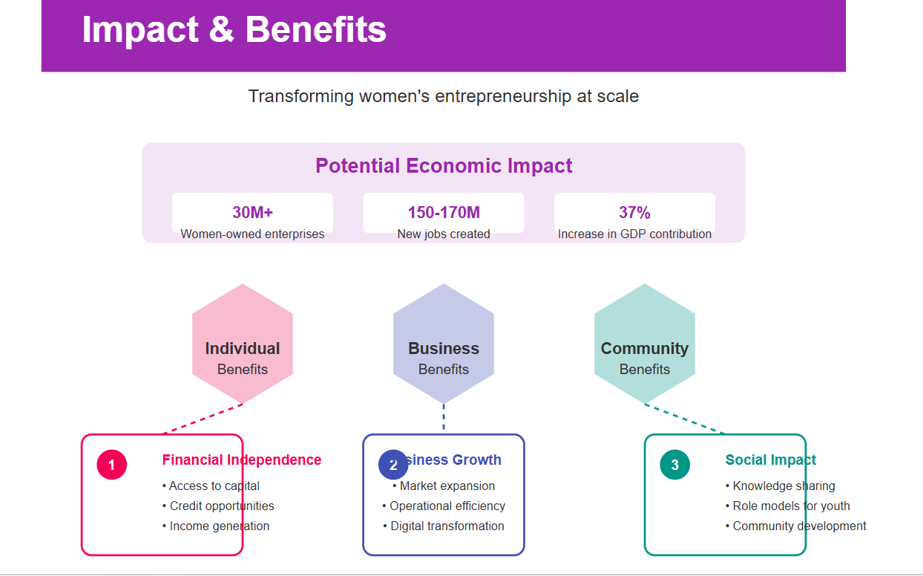 Impact & Benefits
Transforming women's entrepreneurship at scale
Potential Economic Impact
30M+
Women-owned enterprises
150-170M
New jobs created
37%
Increase in GDP contribution
Individual
Benefits
Business
Benefits
Community
Benefits
1
Financial Independence
• Access to capital
• Credit opportunities
• Income generation
2
Business Growth
• Market expansion
• Operational efficiency
• Digital transformation
3
Social Impact
• Knowledge sharing
• Role models for youth
• Community development